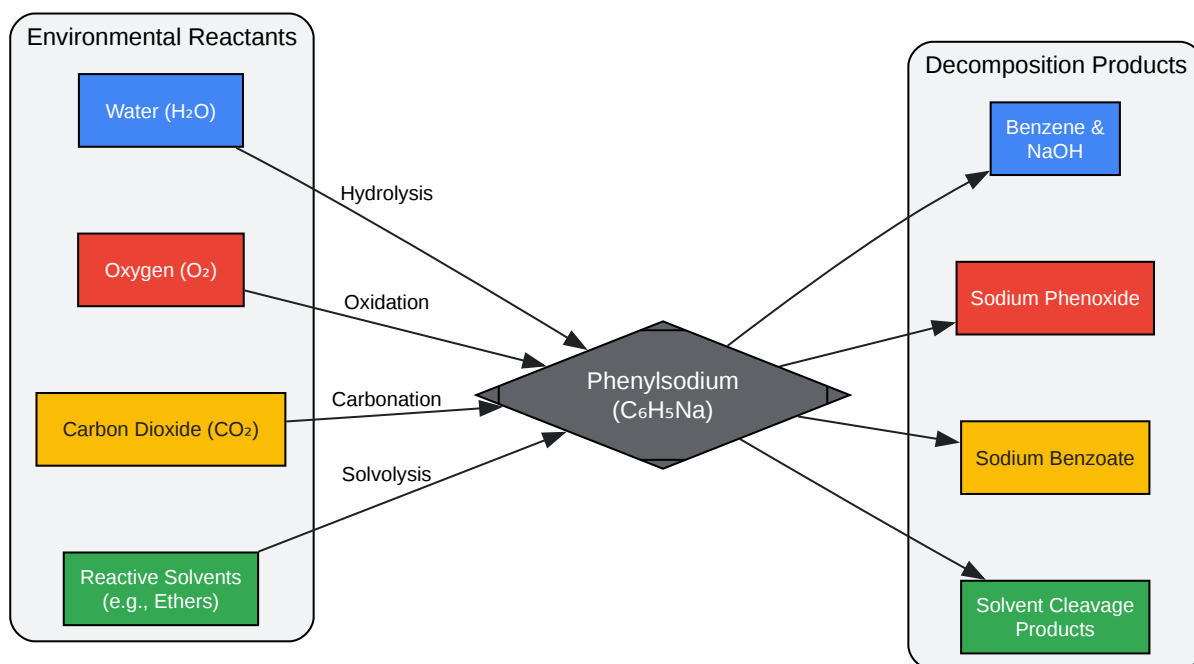 Environmental Reactants
Water (H₂O)
Oxygen (O₂)
Carbon Dioxide (CO₂)
Reactive Solvents
(e.g., Ethers)
Hydrolysis
Oxidation
Carbonation
Solvolysis
Phenylsodium
(C₆H₅Na)
Decomposition Products
Benzene &
NaOH
Sodium Phenoxide
Sodium Benzoate
Solvent Cleavage
Products